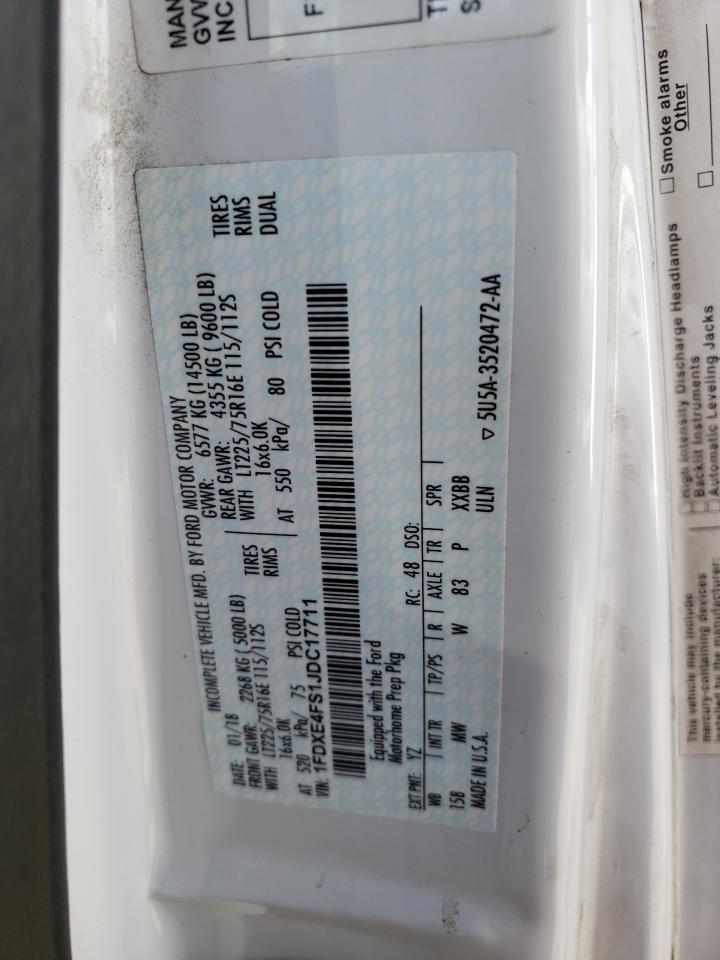 MAN
GVW
INC
F
INCOMPLETE VEHICLE MFD. BY FORD MOTOR COMPANY
DATE: 01/18 GVWR: 6577 KG (14500 LB)
FRONT GAWR: 2268 KG ( 5000 LB) REAR GAWR: 4355 KG ( 9600 LB)
WITH LT225/75R16E 115/112S TIRES WITH LT225/75R16E 115/112S TIRES
16x6.0K RIMS 16x6.0K RIMS
AT 520 kPa/ 75 PSI COLD AT 550 kPa/ 80 PSI COLD DUAL
VIN: 1FDXE4FS1JDC17711
Equipped with the Ford
Motorhome Prep Pkg
EXT PNT: YZ RC: 48 DSO:
WB INT TR TP/PS R AXLE TR SPR
158 MW W 83 P XXBB
MADE IN U.S.A. ULN
▽ 5U5A-3520472-AA
This vehicle may include
mercury-containing devices
☐ High Intensity Discharge Headlamps
☐ Backlit Instruments
☐ Automatic Leveling Jacks
☐ Smoke alarms
Other
☐